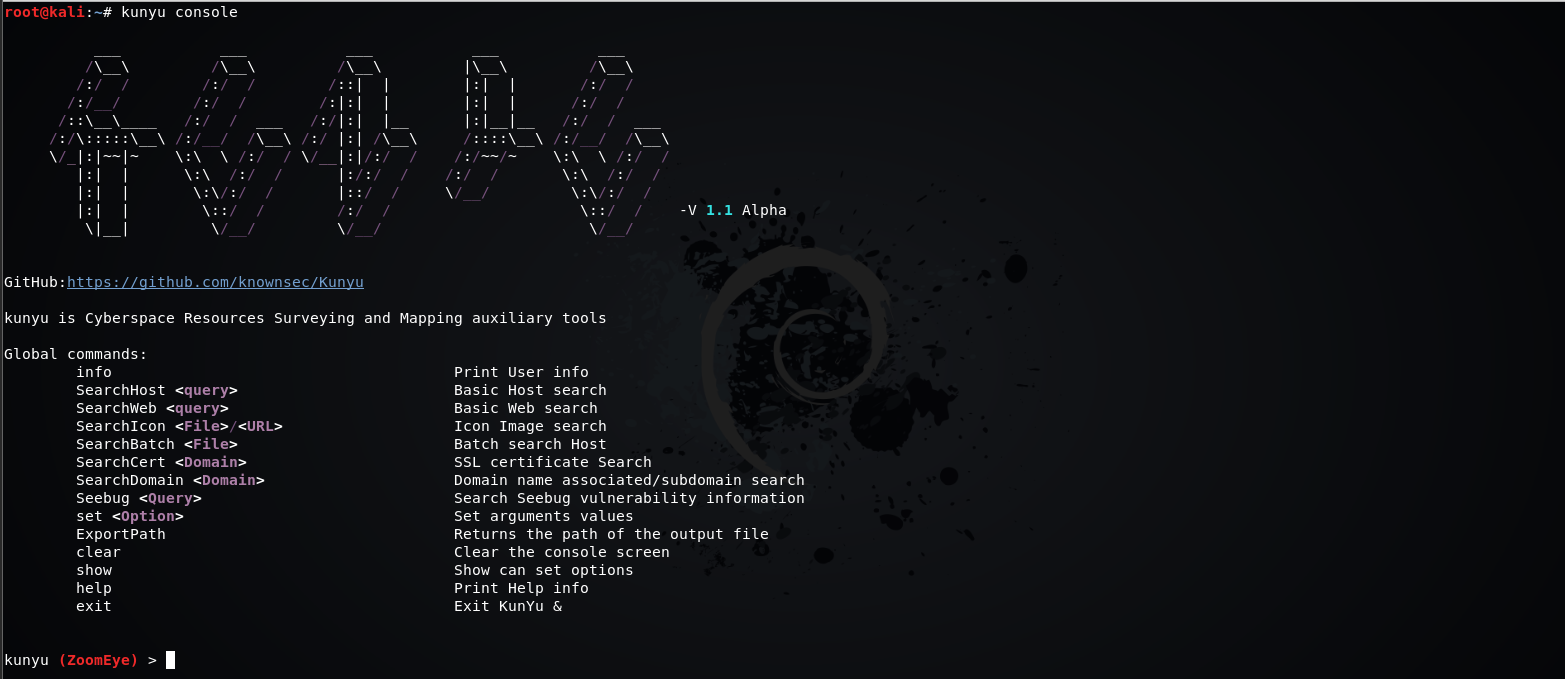 root@kali:~# kunyu console
-V 1.1 Alpha
GitHub:https://github.com/knownsec/Kunyu
kunyu is Cyberspace Resources Surveying and Mapping auxiliary tools
Global commands:
info Print User info
SearchHost <query> Basic Host search
SearchWeb <query> Basic Web search
SearchIcon <File>/<URL> Icon Image search
SearchBatch <File> Batch search Host
SearchCert <Domain> SSL certificate Search
SearchDomain <Domain> Domain name associated/subdomain search
Seebug <Query> Search Seebug vulnerability information
set <Option> Set arguments values
ExportPath Returns the path of the output file
clear Clear the console screen
show Show can set options
help Print Help info
exit Exit KunYu &
kunyu (ZoomEye) >